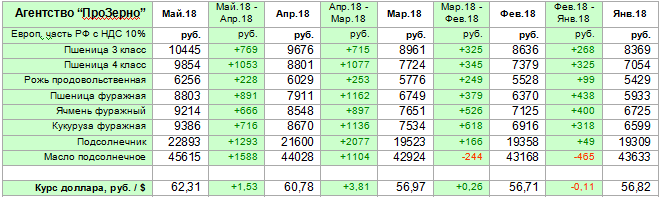 Агентство “ПроЗерно” Май.18 Май.18 - Апр.18 Апр.18 Апр.18 - Мар.18 Мар.18 Мар.18 - Фев.18 Фев.18 Фев.18 - Янв.18 Янв.18
Европ, часть РФ с НДС 10% руб. руб. руб. руб. руб. руб. руб. руб. руб.
Пшеница 3 класс 10445 +769 9676 +715 8961 +325 8636 +268 8369
Пшеница 4 класс 9854 +1053 8801 +1077 7724 +345 7379 +325 7054
Рожь продовольственная 6256 +228 6029 +253 5776 +249 5528 +99 5429
Пшеница фуражная 8803 +891 7911 +1162 6749 +379 6370 +438 5933
Ячмень фуражный 9214 +666 8548 +897 7651 +526 7125 +400 6725
Кукуруза фуражная 9386 +716 8670 +1136 7534 +618 6916 +318 6599
Подсолнечник 22893 +1293 21600 +2077 19523 +166 19358 +49 19309
Масло подсолнечное 45615 +1588 44028 +1104 42924 -244 43168 -465 43633
Курс доллара, руб. / $ 62,31 +1,53 60,78 +3,81 56,97 +0,26 56,71 -0,11 56,82